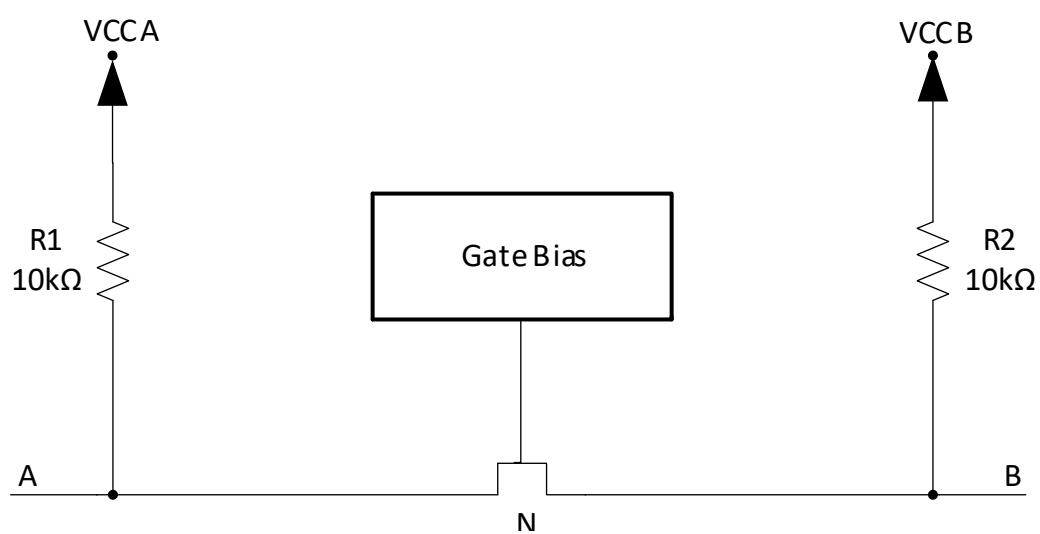 VCCA
VCCB
R1
10kΩ
Gate Bias
R2
10kΩ
A
B
N